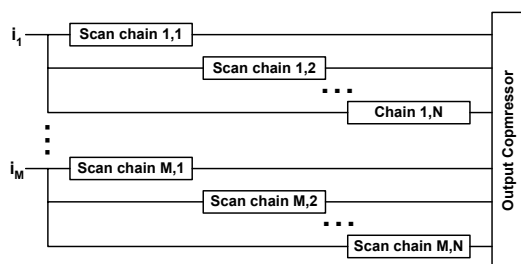 i1
Scan chain 1,1
Scan chain 1,2
...
Chain 1,N
...
iM
Scan chain M,1
Scan chain M,2
...
Scan chain M,N
Output Copmressor